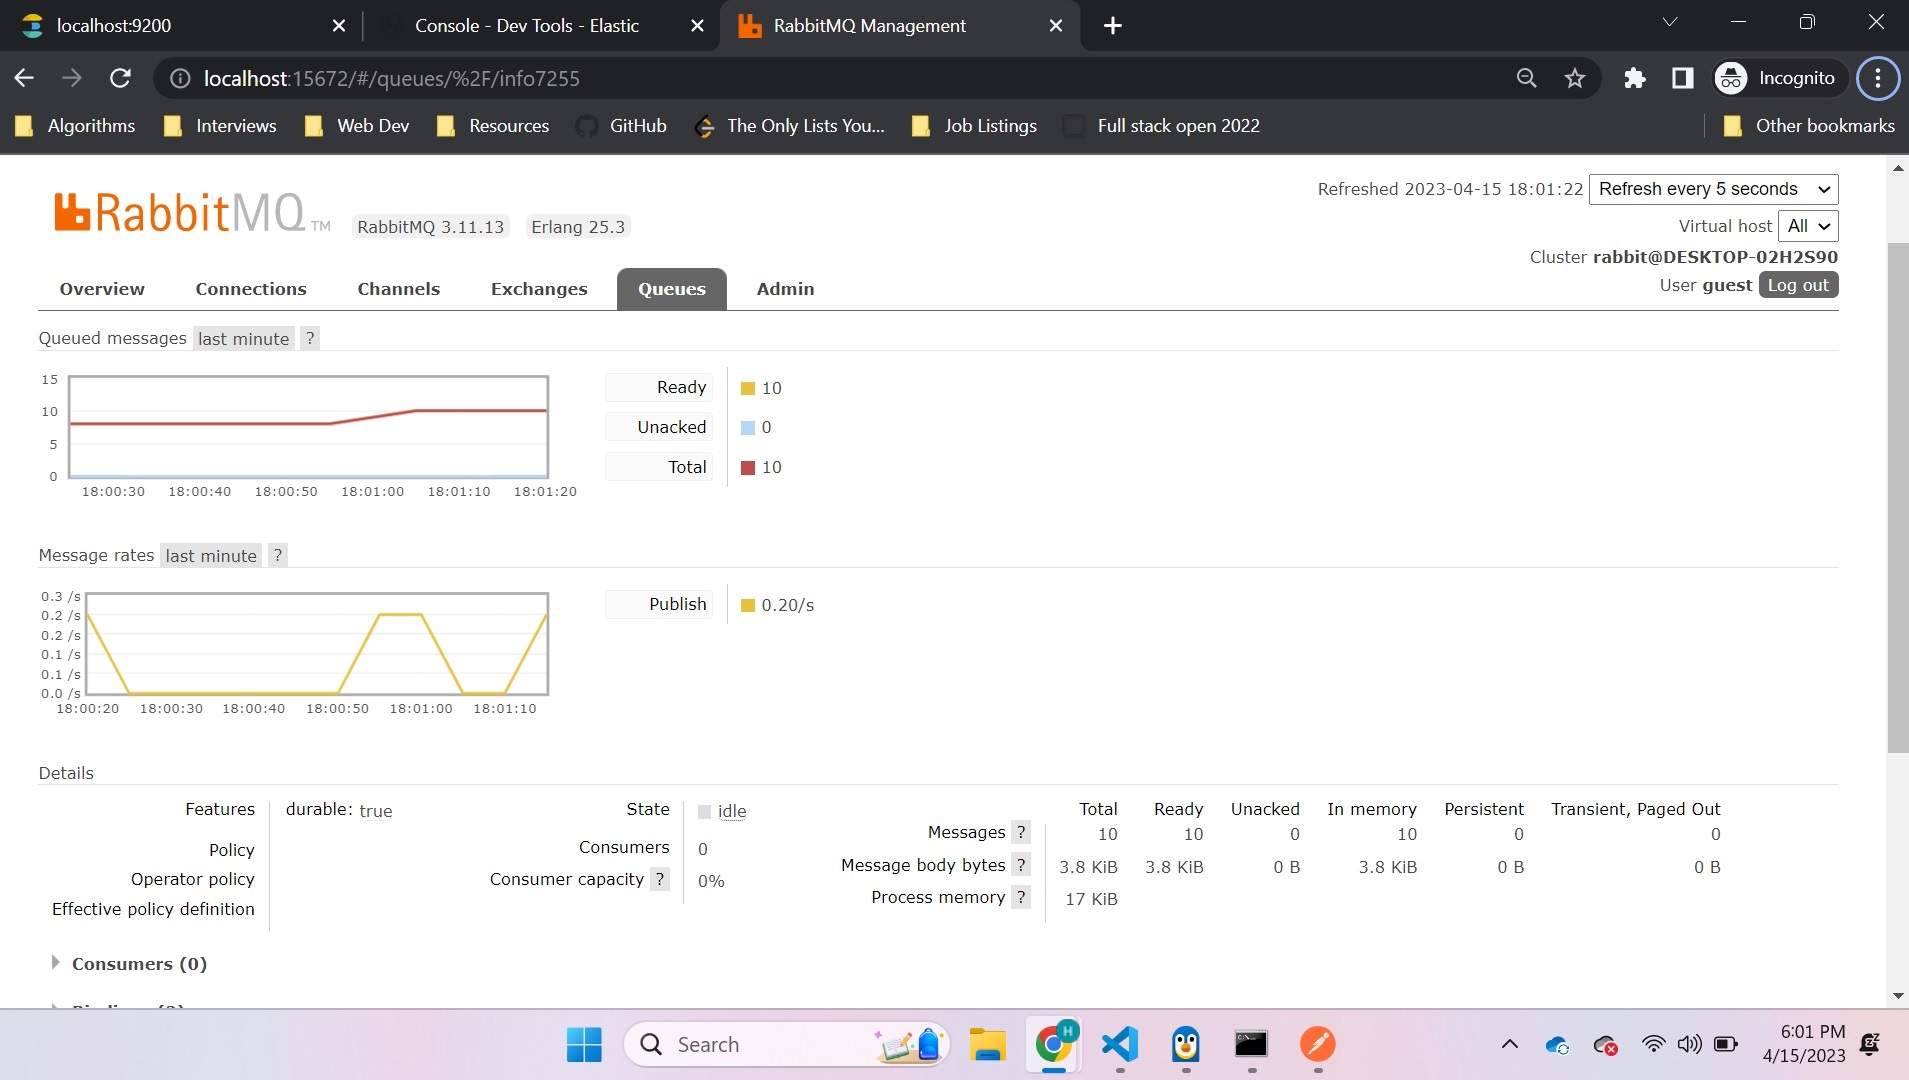 localhost:9200
Console - Dev Tools - Elastic
RabbitMQ Management
localhost:15672/#/queues/%2F/info7255
Incognito
Algorithms
Interviews
Web Dev
Resources
GitHub
The Only Lists You...
Job Listings
Full stack open 2022
Other bookmarks
RabbitMQ TM
RabbitMQ 3.11.13
Erlang 25.3
Refreshed 2023-04-15 18:01:22
Refresh every 5 seconds
Virtual host All
Cluster rabbit@DESKTOP-02H2S90
User guest Log out
Overview
Connections
Channels
Exchanges
Queues
Admin
Queued messages last minute ?
15
10
5
0
18:00:30 18:00:40 18:00:50 18:01:00 18:01:10 18:01:20
Ready 10
Unacked 0
Total 10
Message rates last minute ?
0.3 /s
0.2 /s
0.2 /s
0.1 /s
0.1 /s
0.0 /s
18:00:20 18:00:30 18:00:40 18:00:50 18:01:00 18:01:10
Publish 0.20/s
Details
Features durable: true
Policy
Operator policy
Effective policy definition
State idle
Consumers 0
Consumer capacity ? 0%
Total Ready Unacked In memory Persistent Transient, Paged Out
Messages ? 10 10 0 10 0 0
Message body bytes ? 3.8 KiB 3.8 KiB 0 B 3.8 KiB 0 B 0 B
Process memory ? 17 KiB
Consumers (0)
Search
H
6:01 PM
4/15/2023